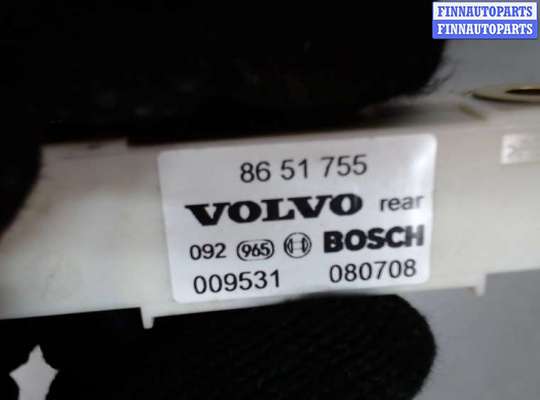 FINNAUTOPARTS
FINNAUTOPARTS
86 51 755
VOLVO rear
092 965 BOSCH
009531 080708